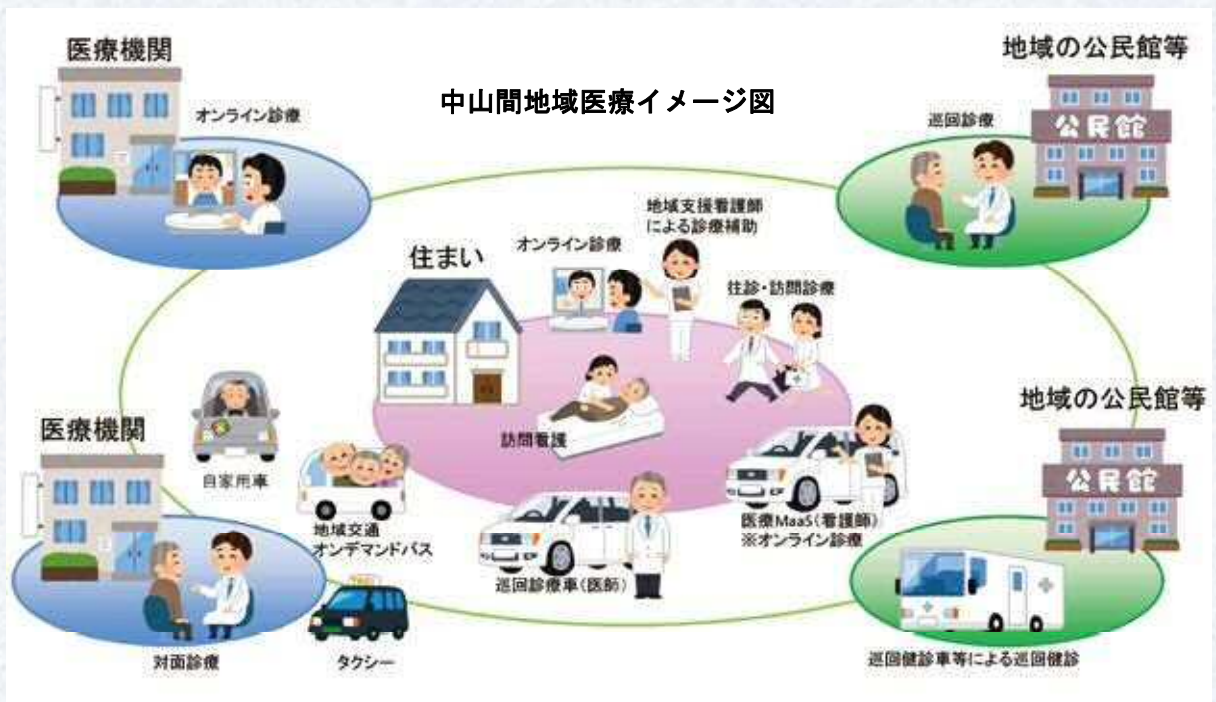 中山間地域医療イメージ図
医療機関
オンライン診療
地域の公民館等
巡回診療
公民館
住まい
オンライン診療
地域支援看護師
による診療補助
往診・訪問診療
訪問看護
巡回診療車(医師)
医療MaaS(看護師)
※オンライン診療
医療機関
自家用車
地域交通
オンデマンドバス
対面診療
タクシー
地域の公民館等
公民館
巡回健診車等による巡回健診